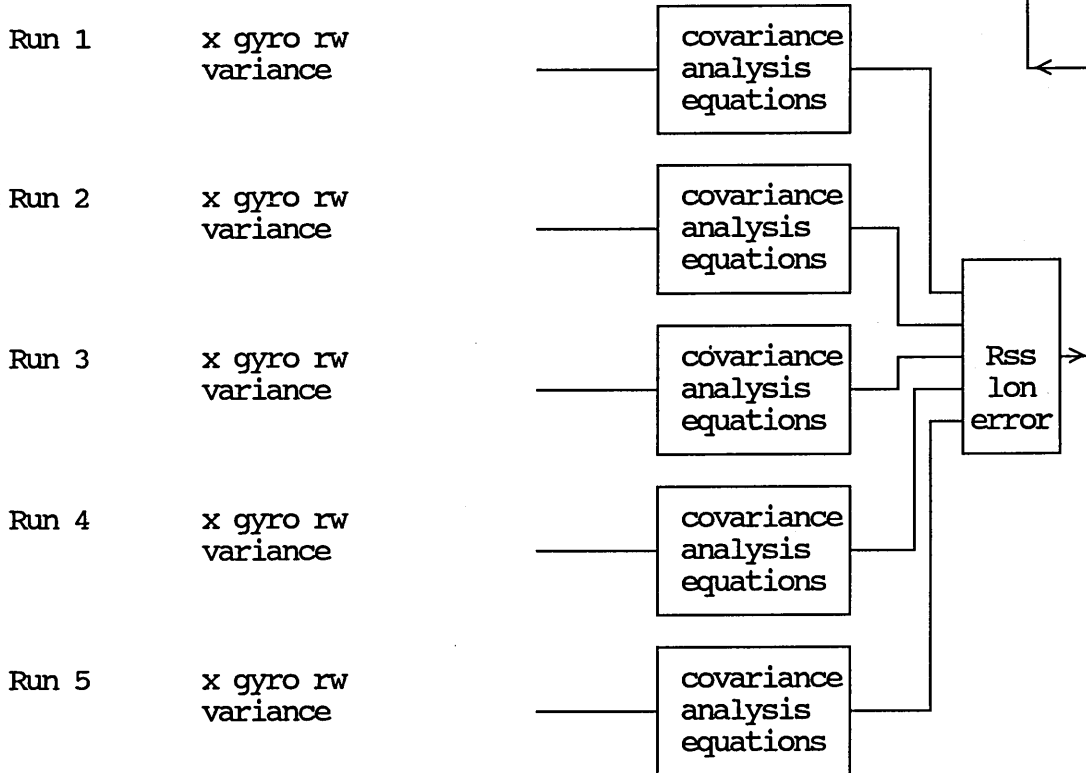 Run 1 x gyro rw variance
covariance analysis equations
Run 2 x gyro rw variance
covariance analysis equations
Run 3 x gyro rw variance
covariance analysis equations
Rss lon error
Run 4 x gyro rw variance
covariance analysis equations
Run 5 x gyro rw variance
covariance analysis equations